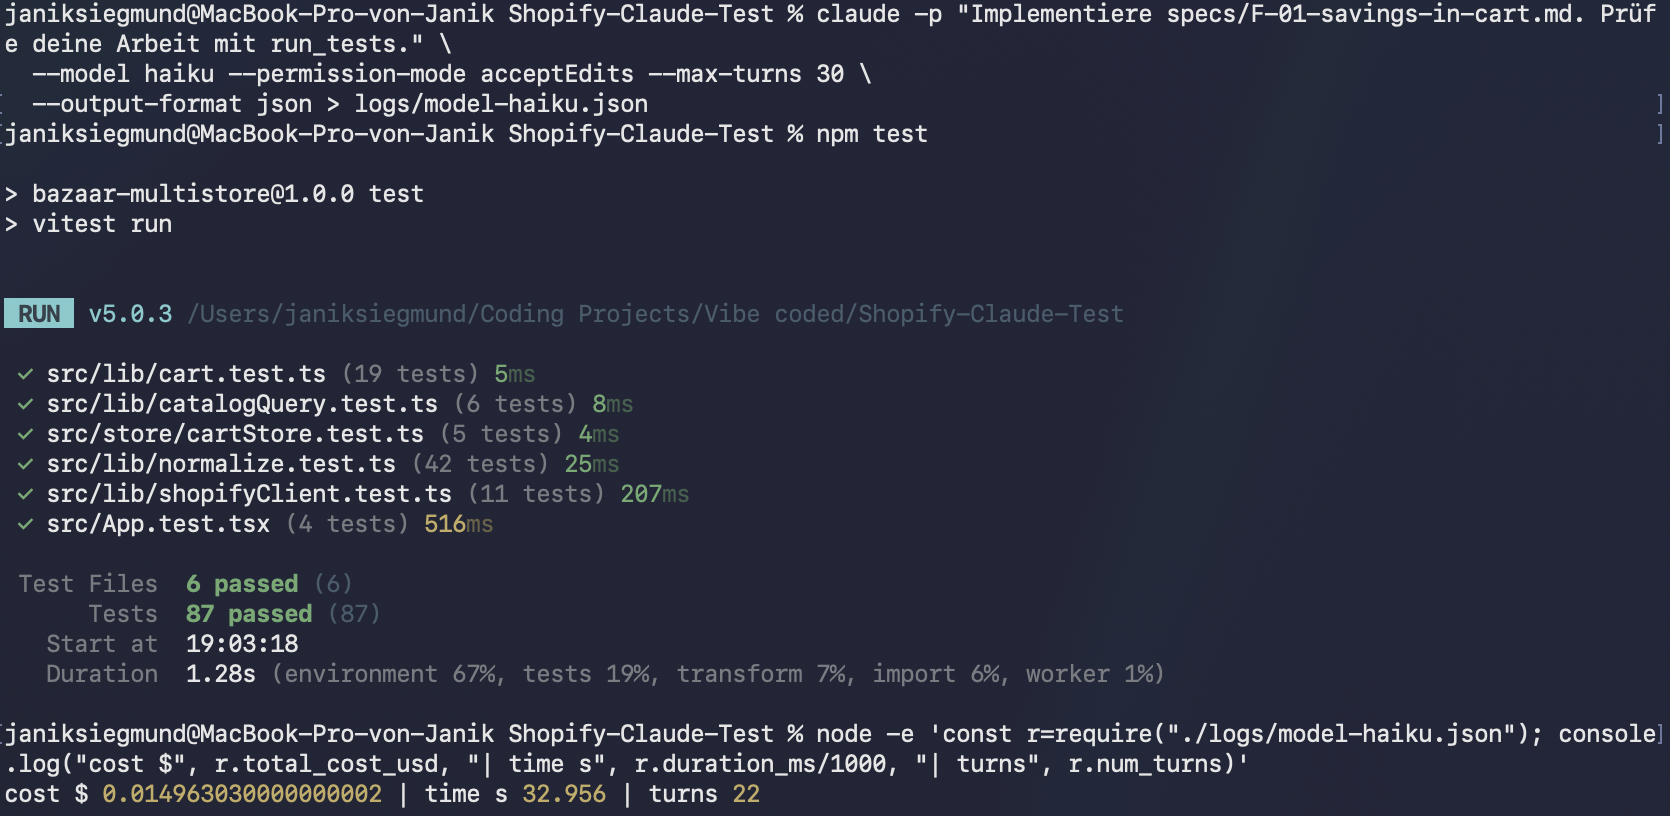 janiksiegmund@MacBook-Pro-von-Janik Shopify-Claude-Test % claude -p "Implementiere specs/F-01-savings-in-cart.md. Prüf
e deine Arbeit mit run_tests." \
  --model haiku --permission-mode acceptEdits --max-turns 30 \
[  --output-format json > logs/model-haiku.json ]
[janiksiegmund@MacBook-Pro-von-Janik Shopify-Claude-Test % npm test ]
> bazaar-multistore@1.0.0 test
> vitest run
RUN v5.0.3 /Users/janiksiegmund/Coding Projects/Vibe coded/Shopify-Claude-Test
✓ src/lib/cart.test.ts (19 tests) 5ms
✓ src/lib/catalogQuery.test.ts (6 tests) 8ms
✓ src/store/cartStore.test.ts (5 tests) 4ms
✓ src/lib/normalize.test.ts (42 tests) 25ms
✓ src/lib/shopifyClient.test.ts (11 tests) 207ms
✓ src/App.test.tsx (4 tests) 516ms
Test Files 6 passed (6)
Tests 87 passed (87)
Start at 19:03:18
Duration 1.28s (environment 67%, tests 19%, transform 7%, import 6%, worker 1%)
[janiksiegmund@MacBook-Pro-von-Janik Shopify-Claude-Test % node -e 'const r=require("./logs/model-haiku.json"); console]
.log("cost $", r.total_cost_usd, "| time s", r.duration_ms/1000, "| turns", r.num_turns)'
cost $ 0.014963030000000002 | time s 32.956 | turns 22